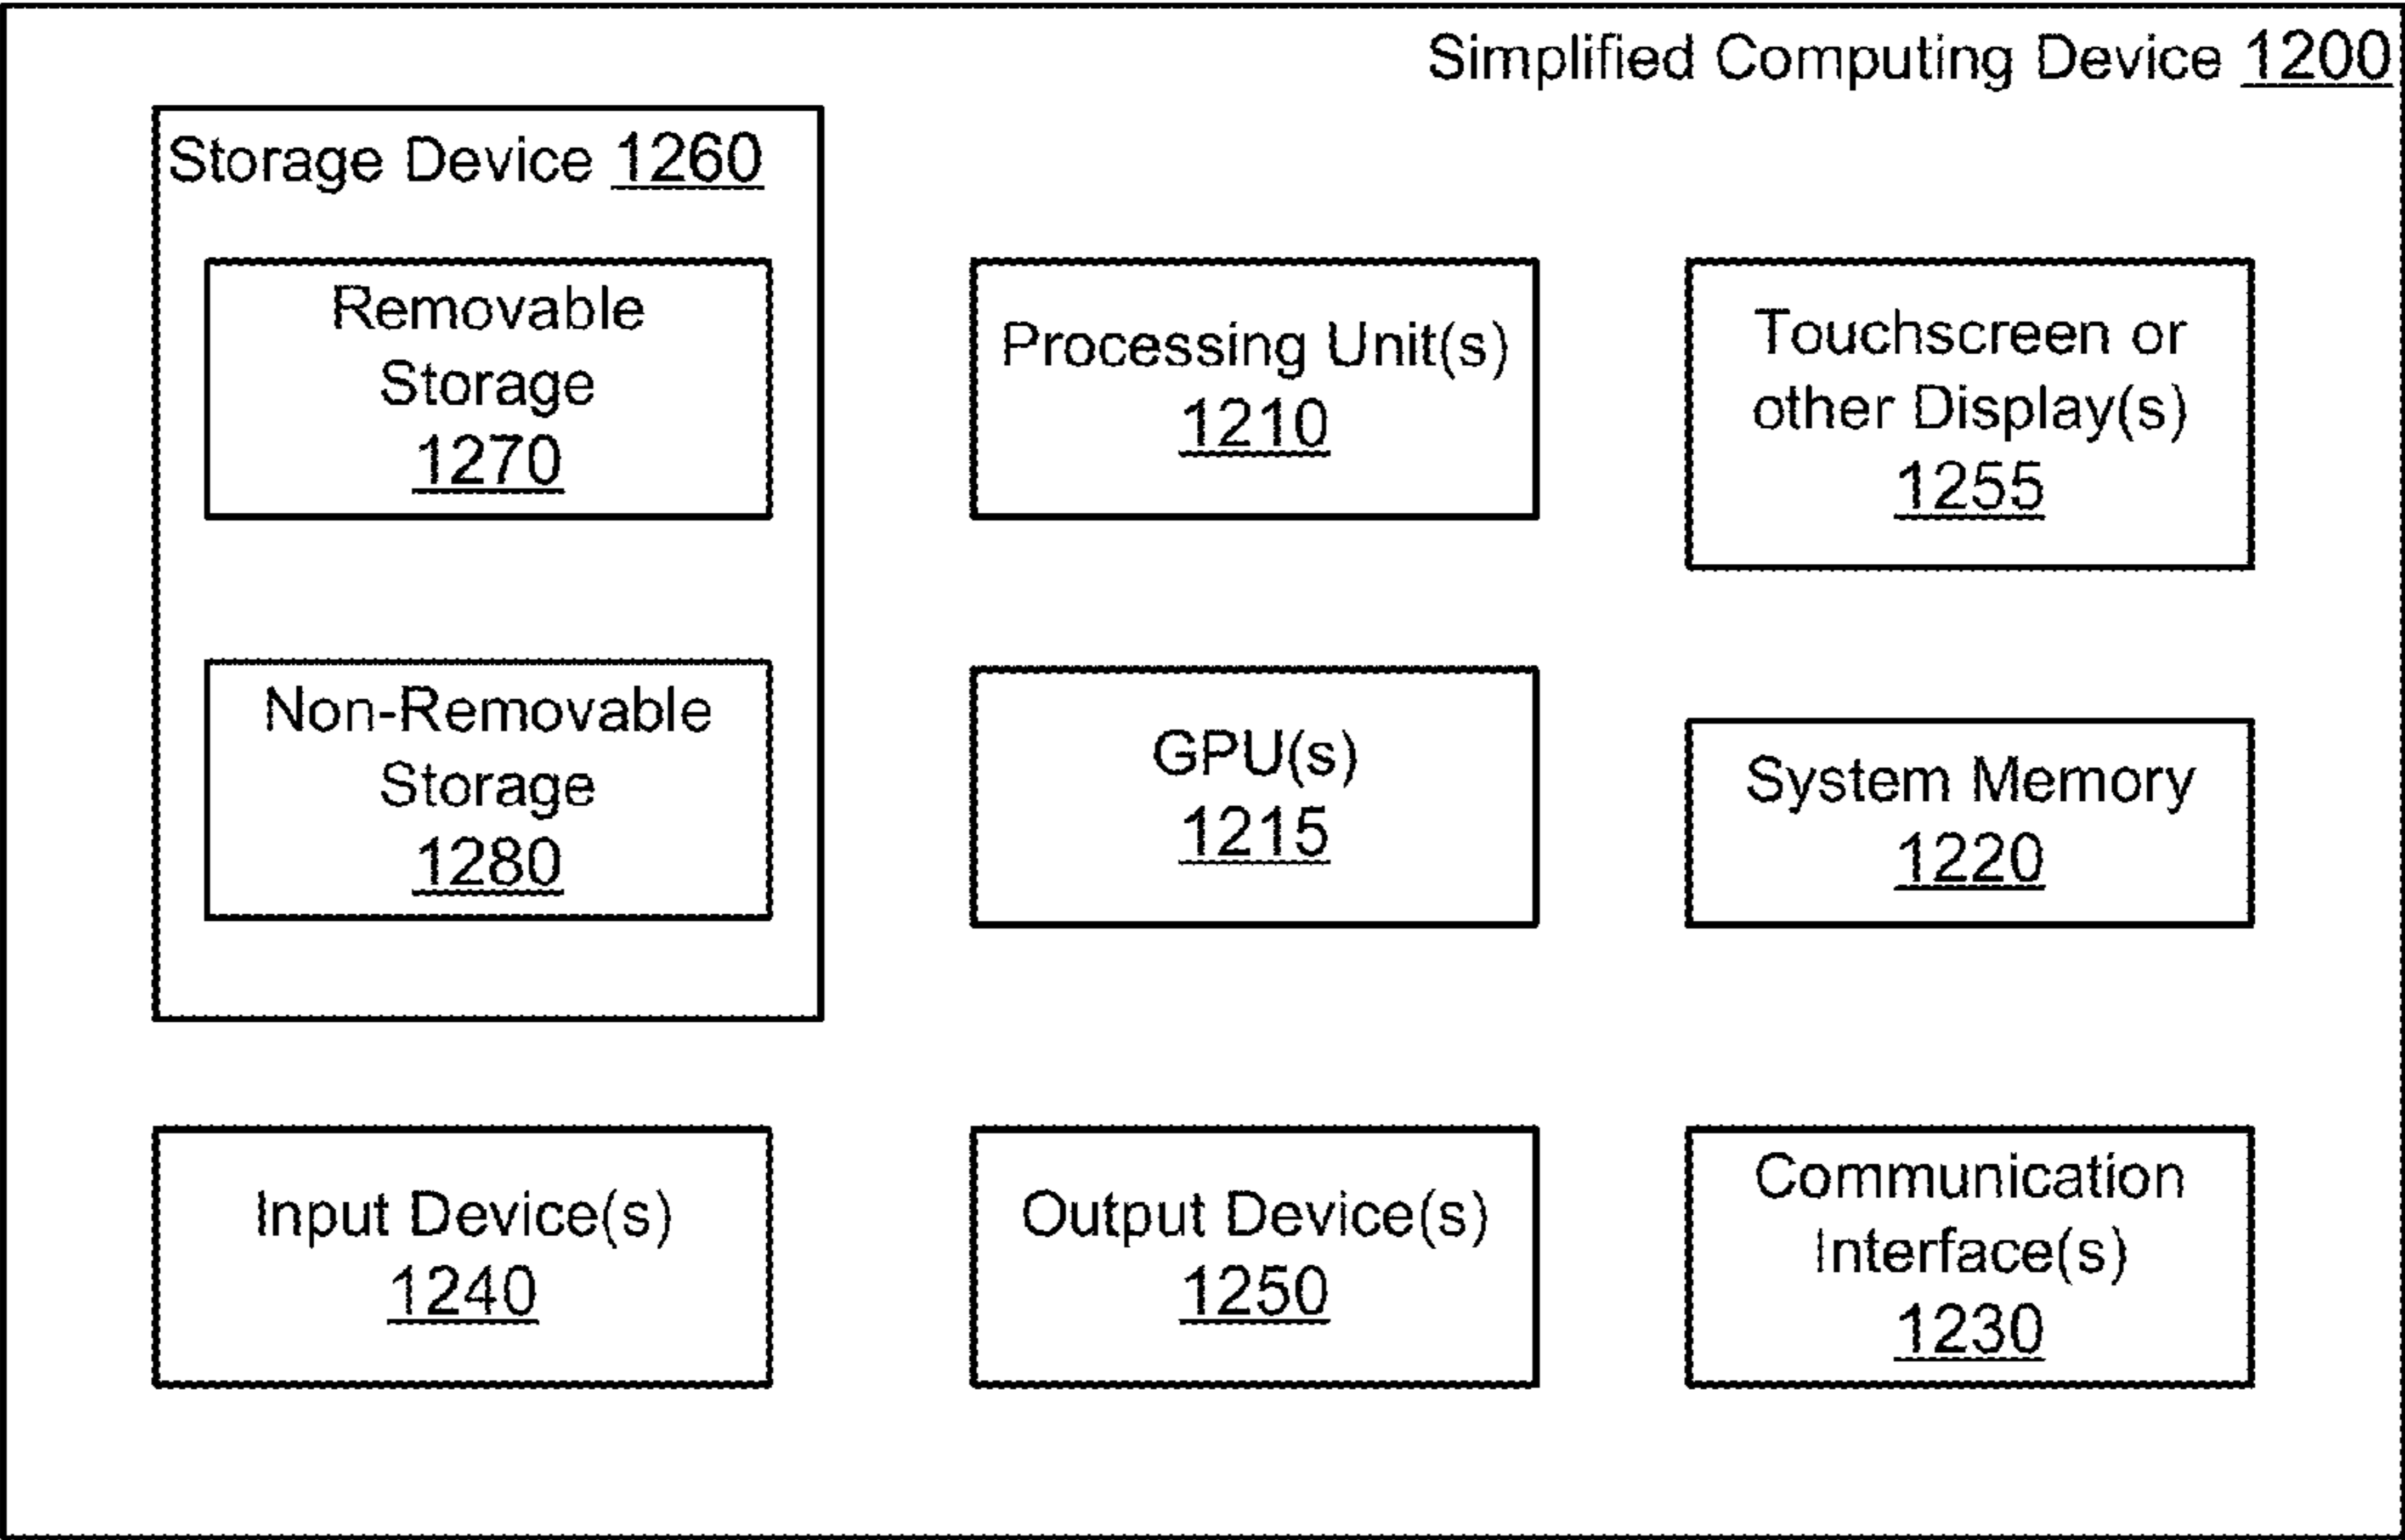 Simplified Computing Device 1200
Storage Device 1260
Removable
Storage
1270
Processing Unit(s)
1210
Touchscreen or
other Display(s)
1255
Non-Removable
Storage
1280
GPU(s)
1215
System Memory
1220
Input Device(s)
1240
Output Device(s)
1250
Communication
Interface(s)
1230